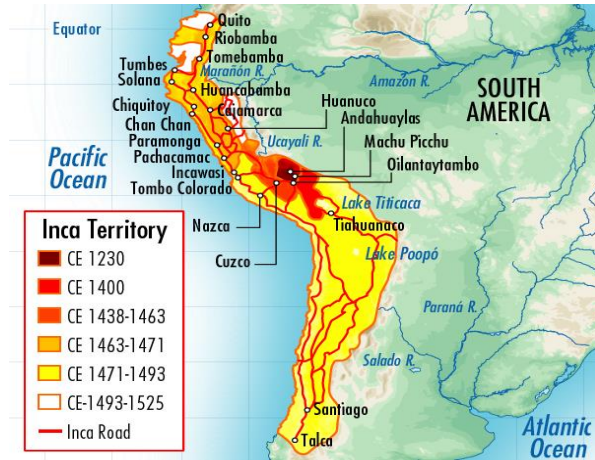 Equator
Quito
Riobamba
Tomebamba
Tumbes
Solana
Marañón R.
Huancabamba
Amazón R.
SOUTH
AMERICA
Chiquitoy
Cajamarca
Huanuco
Andahuaylas
Chan Chan
Ucayali R.
Machu Picchu
Paramonga
Pachacamac
Oilantaytambo
Pacific
Ocean
Incawasi
Tombo Colorado
Lake Titicaca
Nazca
Tiahuanaco
Cuzco
Lake Poopó
Inca Territory
CE 1230
CE 1400
CE 1438-1463
CE 1463-1471
CE 1471-1493
CE-1493-1525
Inca Road
Paraná R.
Salado R.
Santiago
Talca
Atlantic
Ocean